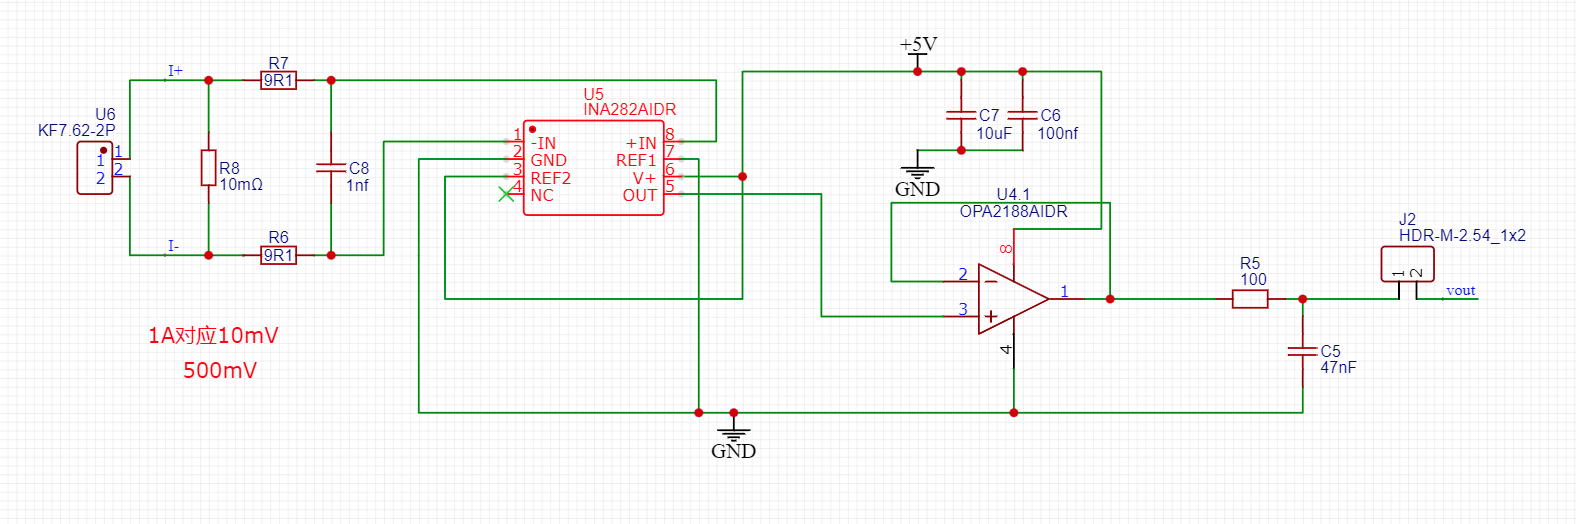 +5V
I+
R7
9R1
U6
KF7.62-2P
1
1
2
2
R8
10mΩ
C8
1nf
I-
R6
9R1
U5
INA282AIDR
1
-IN
2
GND
3
REF2
4
NC
+IN
8
REF1
7
V+
6
OUT
5
C7
10uF
C6
100nf
GND
U4.1
OPA2188AIDR
8
2
3
1
4
R5
100
J2
HDR-M-2.54_1x2
1
2
vout
C5
47nF
1A对应10mV
500mV
GND